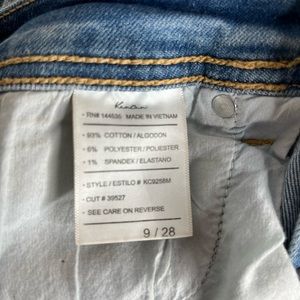 KanCan
· RN# 144535 MADE IN VIETNAM
· 93% COTTON / ALGODON
· 6% POLYESTER / POLIESTER
· 1% SPANDEX / ELASTANO
· STYLE / ESTILO # KC9258M
· CUT # 39527
· SEE CARE ON REVERSE
9 / 28